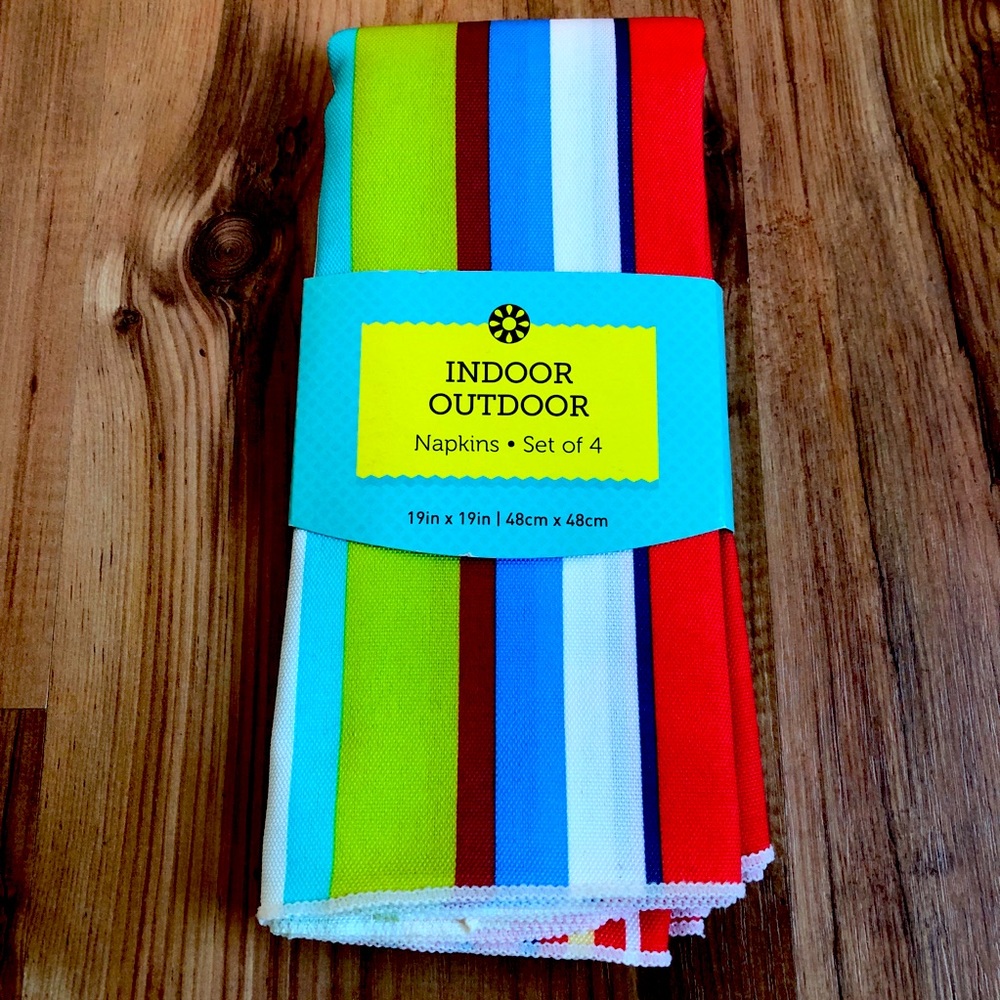 INDOOR
OUTDOOR
Napkins • Set of 4
19in x 19in | 48cm x 48cm